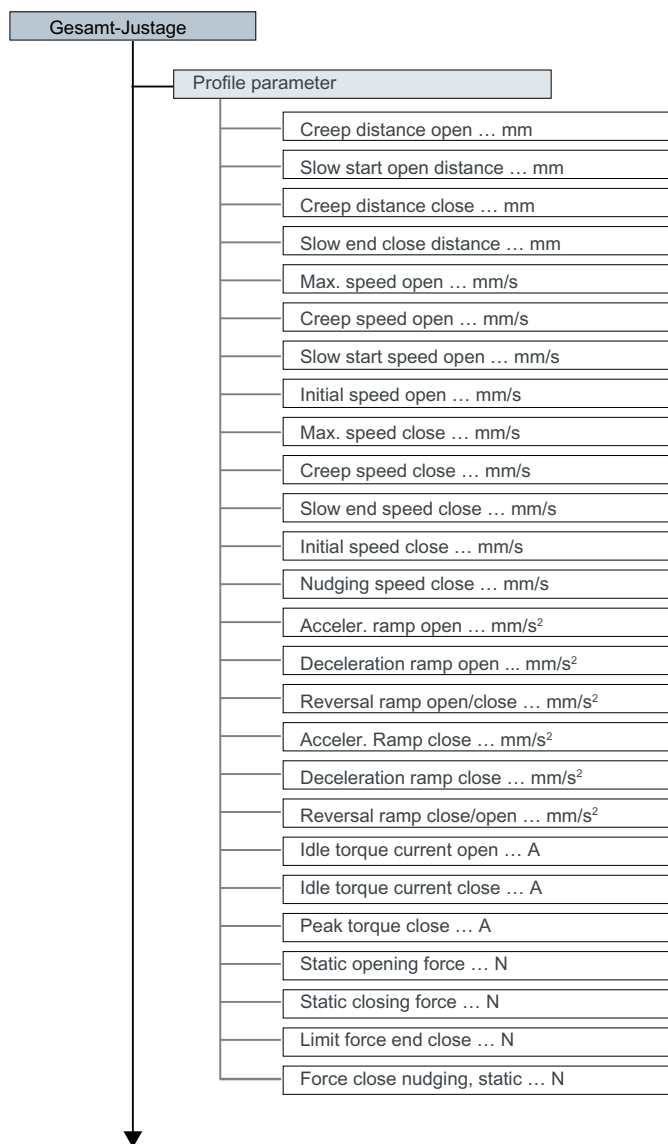 Gesamt-Justage
Profile parameter
Creep distance open … mm
Slow start open distance … mm
Creep distance close … mm
Slow end close distance … mm
Max. speed open … mm/s
Creep speed open … mm/s
Slow start speed open … mm/s
Initial speed open … mm/s
Max. speed close … mm/s
Creep speed close … mm/s
Slow end speed close … mm/s
Initial speed close … mm/s
Nudging speed close … mm/s
Acceler. ramp open … mm/s²
Deceleration ramp open ... mm/s²
Reversal ramp open/close … mm/s²
Acceler. Ramp close … mm/s²
Deceleration ramp close … mm/s²
Reversal ramp close/open … mm/s²
Idle torque current open … A
Idle torque current close … A
Peak torque close … A
Static opening force … N
Static closing force … N
Limit force end close … N
Force close nudging, static … N